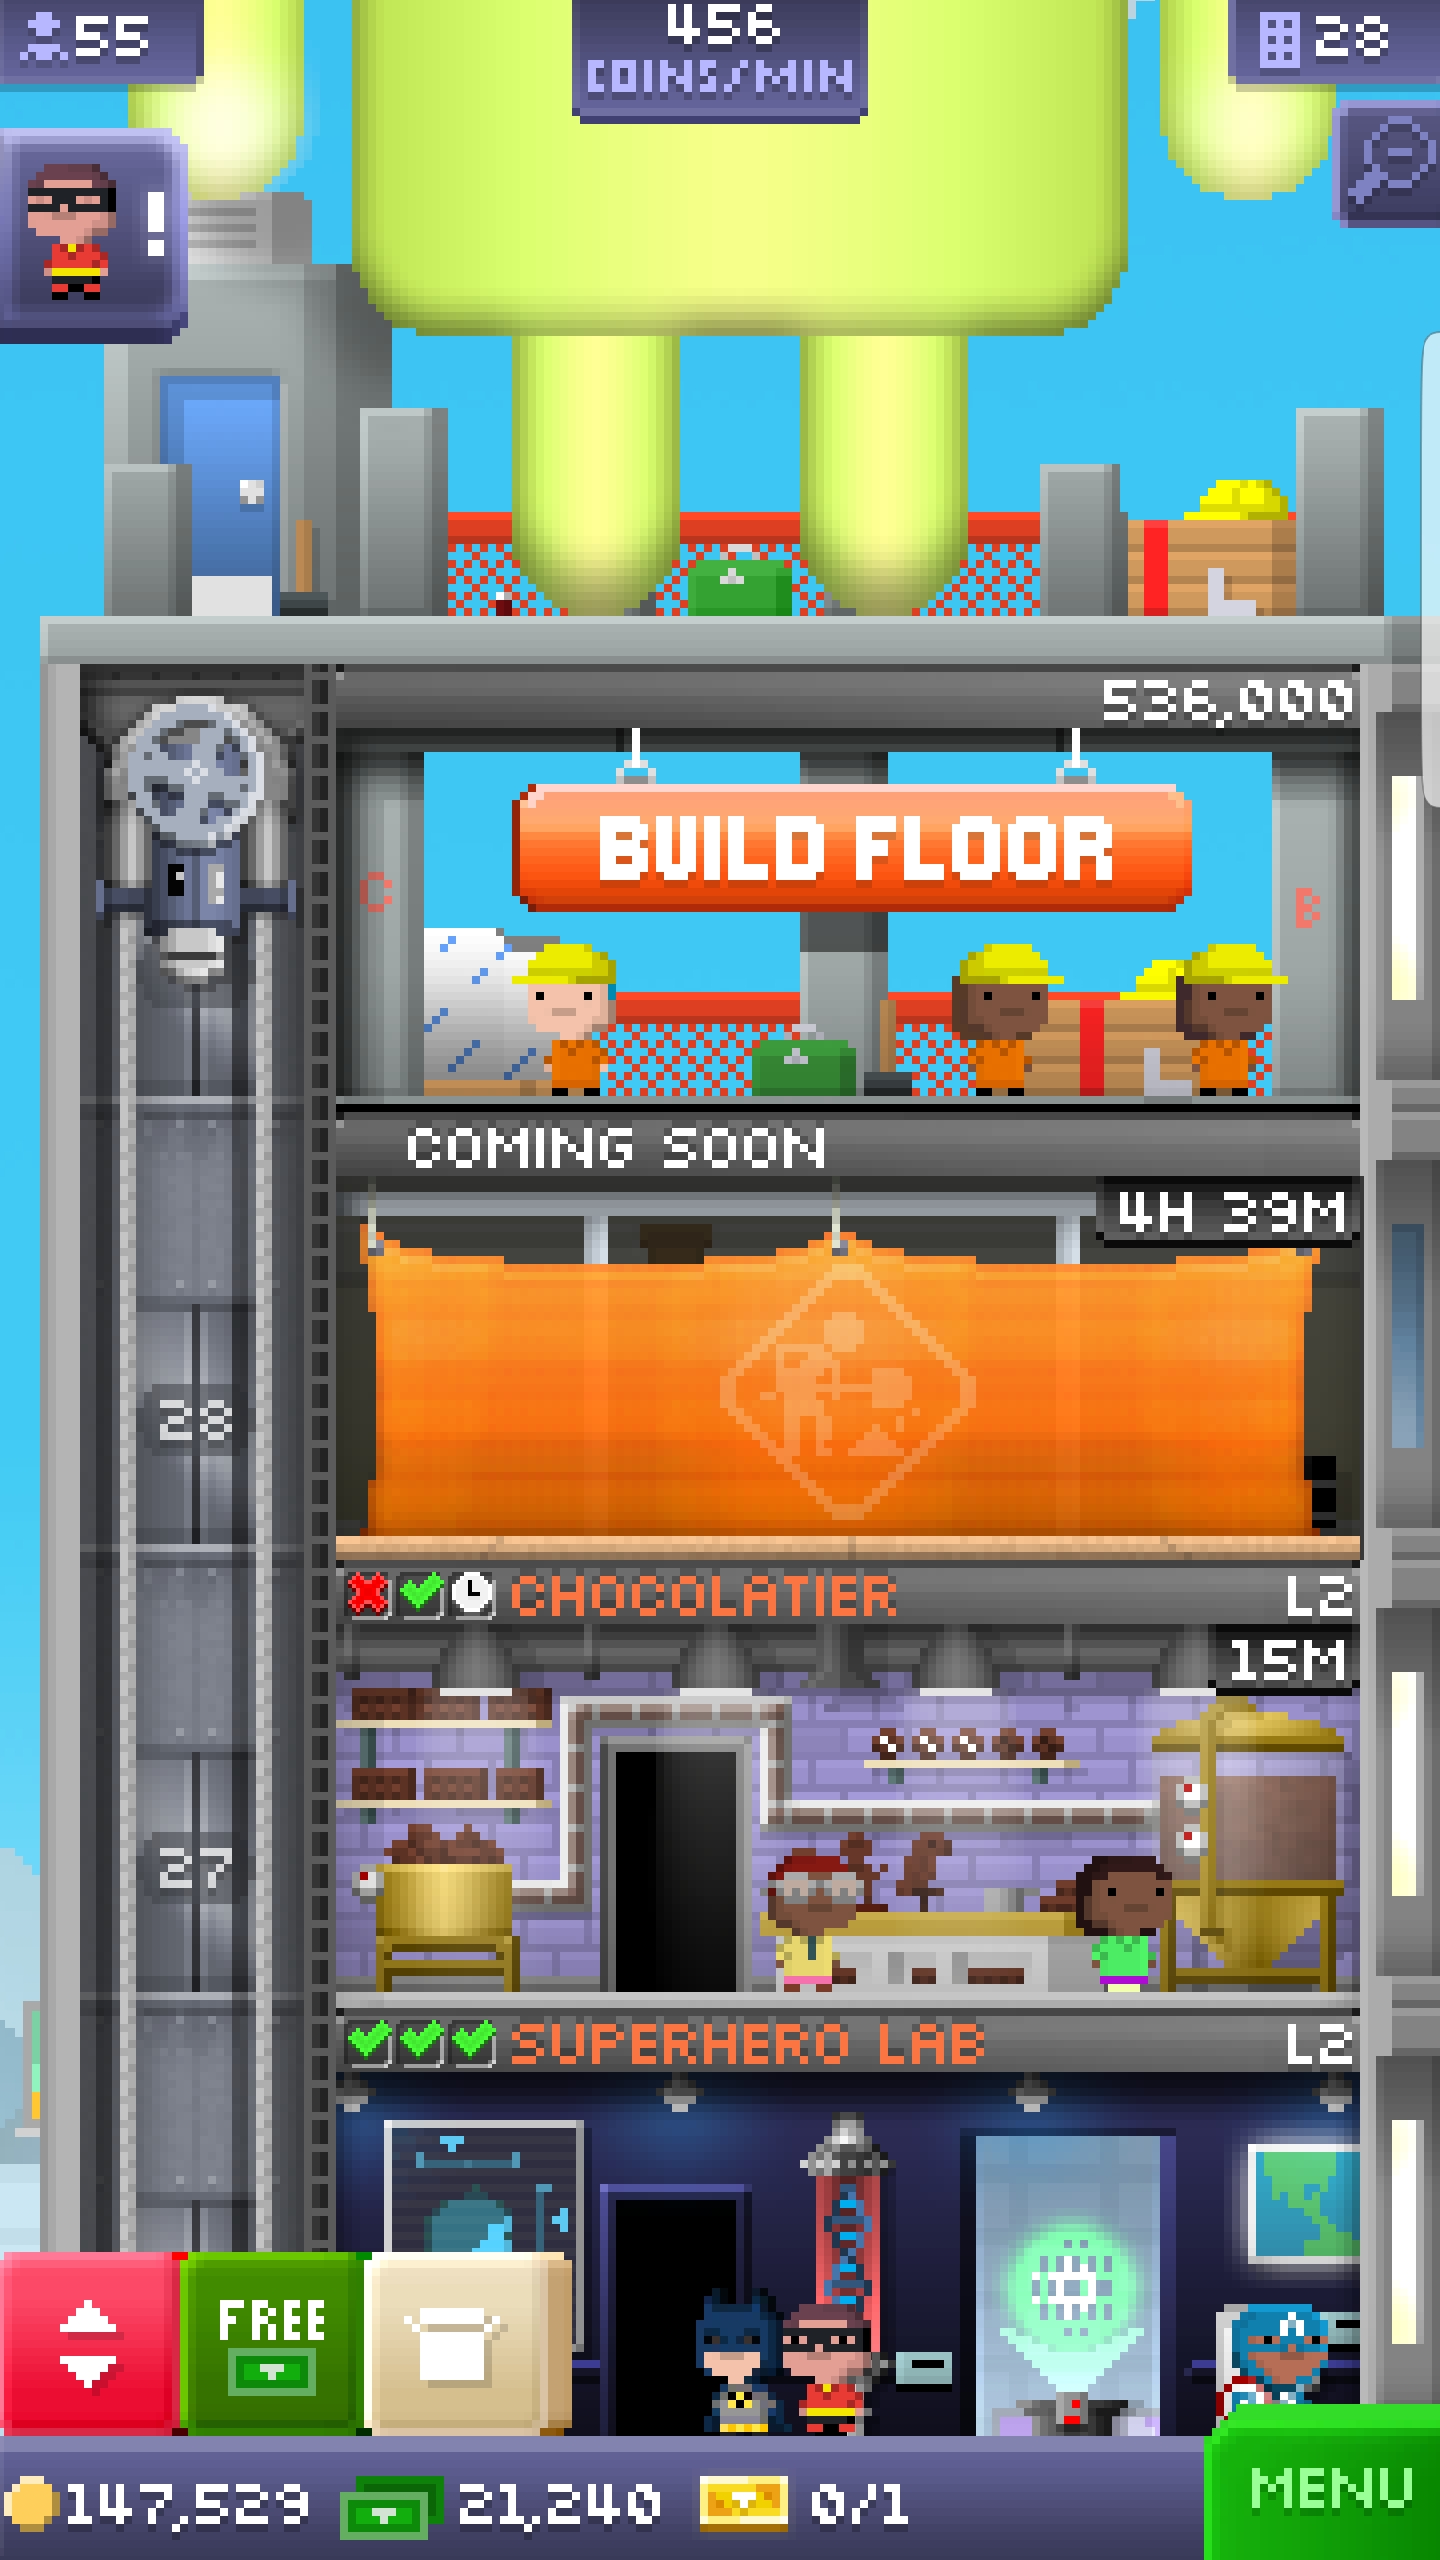 55
456
COINS/MIN
28
!
536,000
BUILD FLOOR
C
B
COMING SOON
4H 39M
28
CHOCOLATIER L2
15M
27
SUPERHERO LAB L2
FREE
147,529 21,240 0/1
MENU